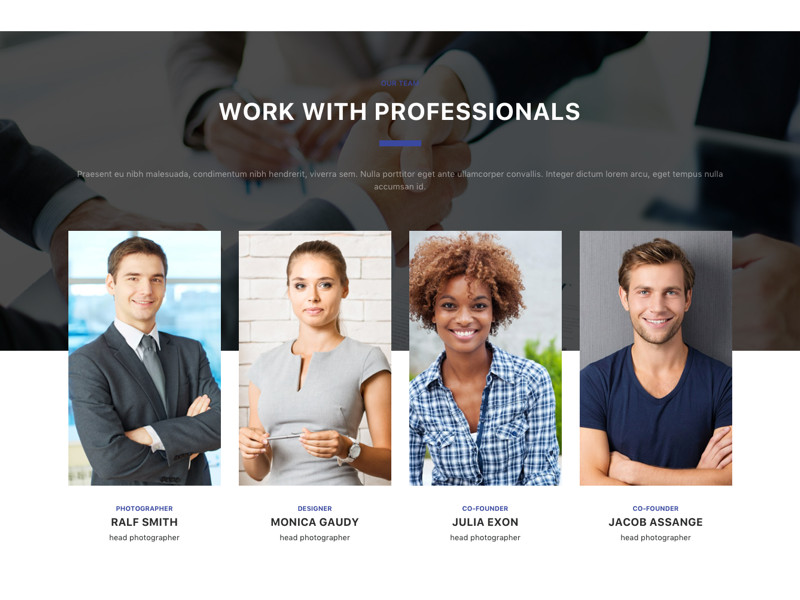 OUR TEAM
WORK WITH PROFESSIONALS
Praesent eu nibh malesuada, condimentum nibh hendrerit, viverra sem. Nulla porttitor eget ante ullamcorper convallis. Integer dictum lorem arcu, eget tempus nulla
accumsan id.
PHOTOGRAPHER
RALF SMITH
head photographer
DESIGNER
MONICA GAUDY
head photographer
CO-FOUNDER
JULIA EXON
head photographer
CO-FOUNDER
JACOB ASSANGE
head photographer